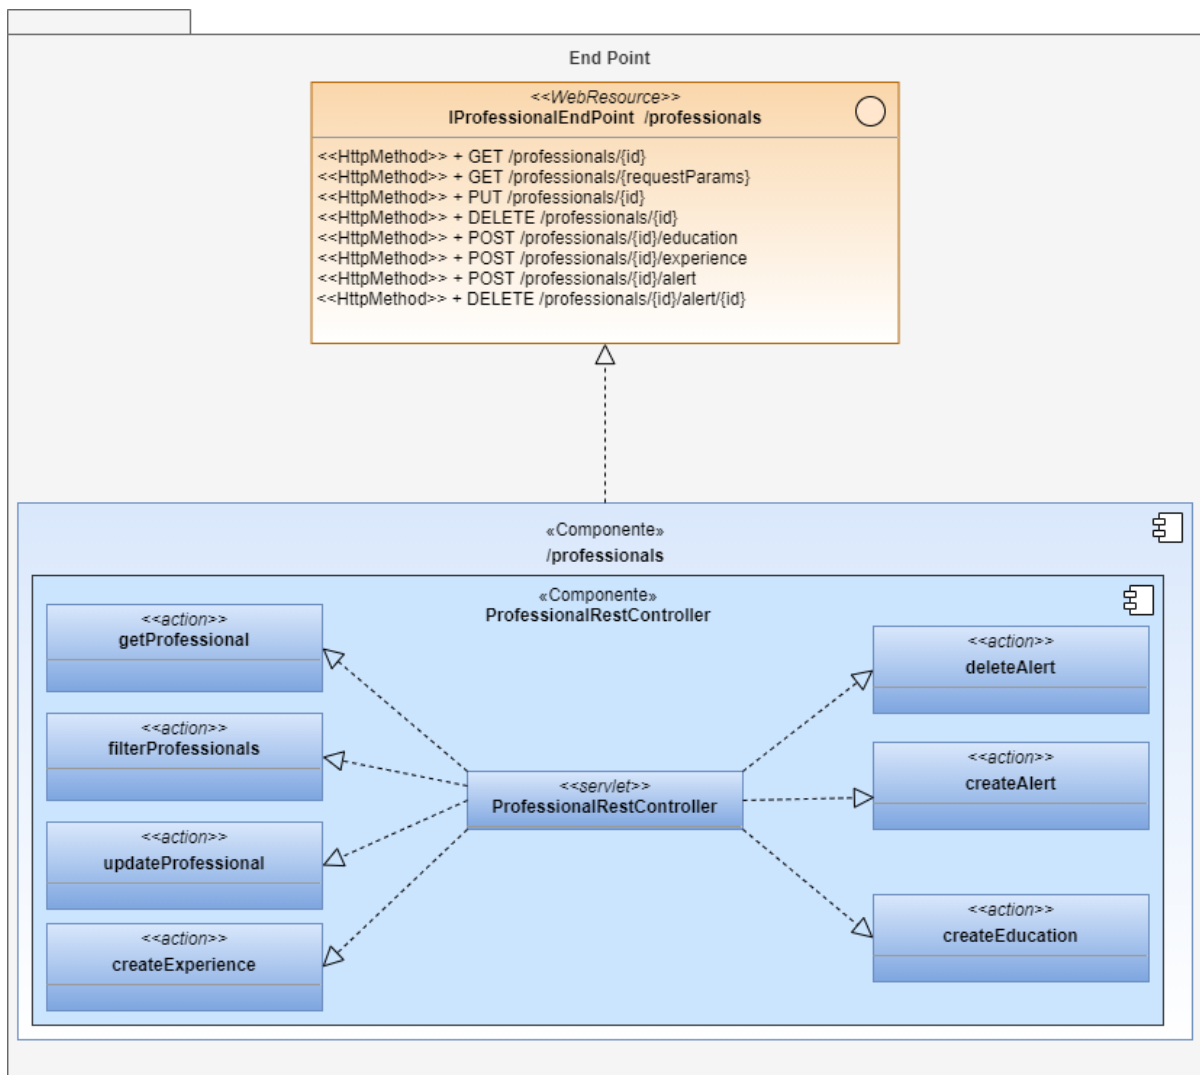 End Point
<<WebResource>>
IProfessionalEndPoint /professionals
<<HttpMethod>> + GET /professionals/{id}
<<HttpMethod>> + GET /professionals/{requestParams}
<<HttpMethod>> + PUT /professionals/{id}
<<HttpMethod>> + DELETE /professionals/{id}
<<HttpMethod>> + POST /professionals/{id}/education
<<HttpMethod>> + POST /professionals/{id}/experience
<<HttpMethod>> + POST /professionals/{id}/alert
<<HttpMethod>> + DELETE /professionals/{id}/alert/{id}
«Componente»
/professionals
«Componente»
ProfessionalRestController
<<action>>
getProfessional
<<action>>
filterProfessionals
<<action>>
updateProfessional
<<action>>
createExperience
<<servlet>>
ProfessionalRestController
<<action>>
deleteAlert
<<action>>
createAlert
<<action>>
createEducation